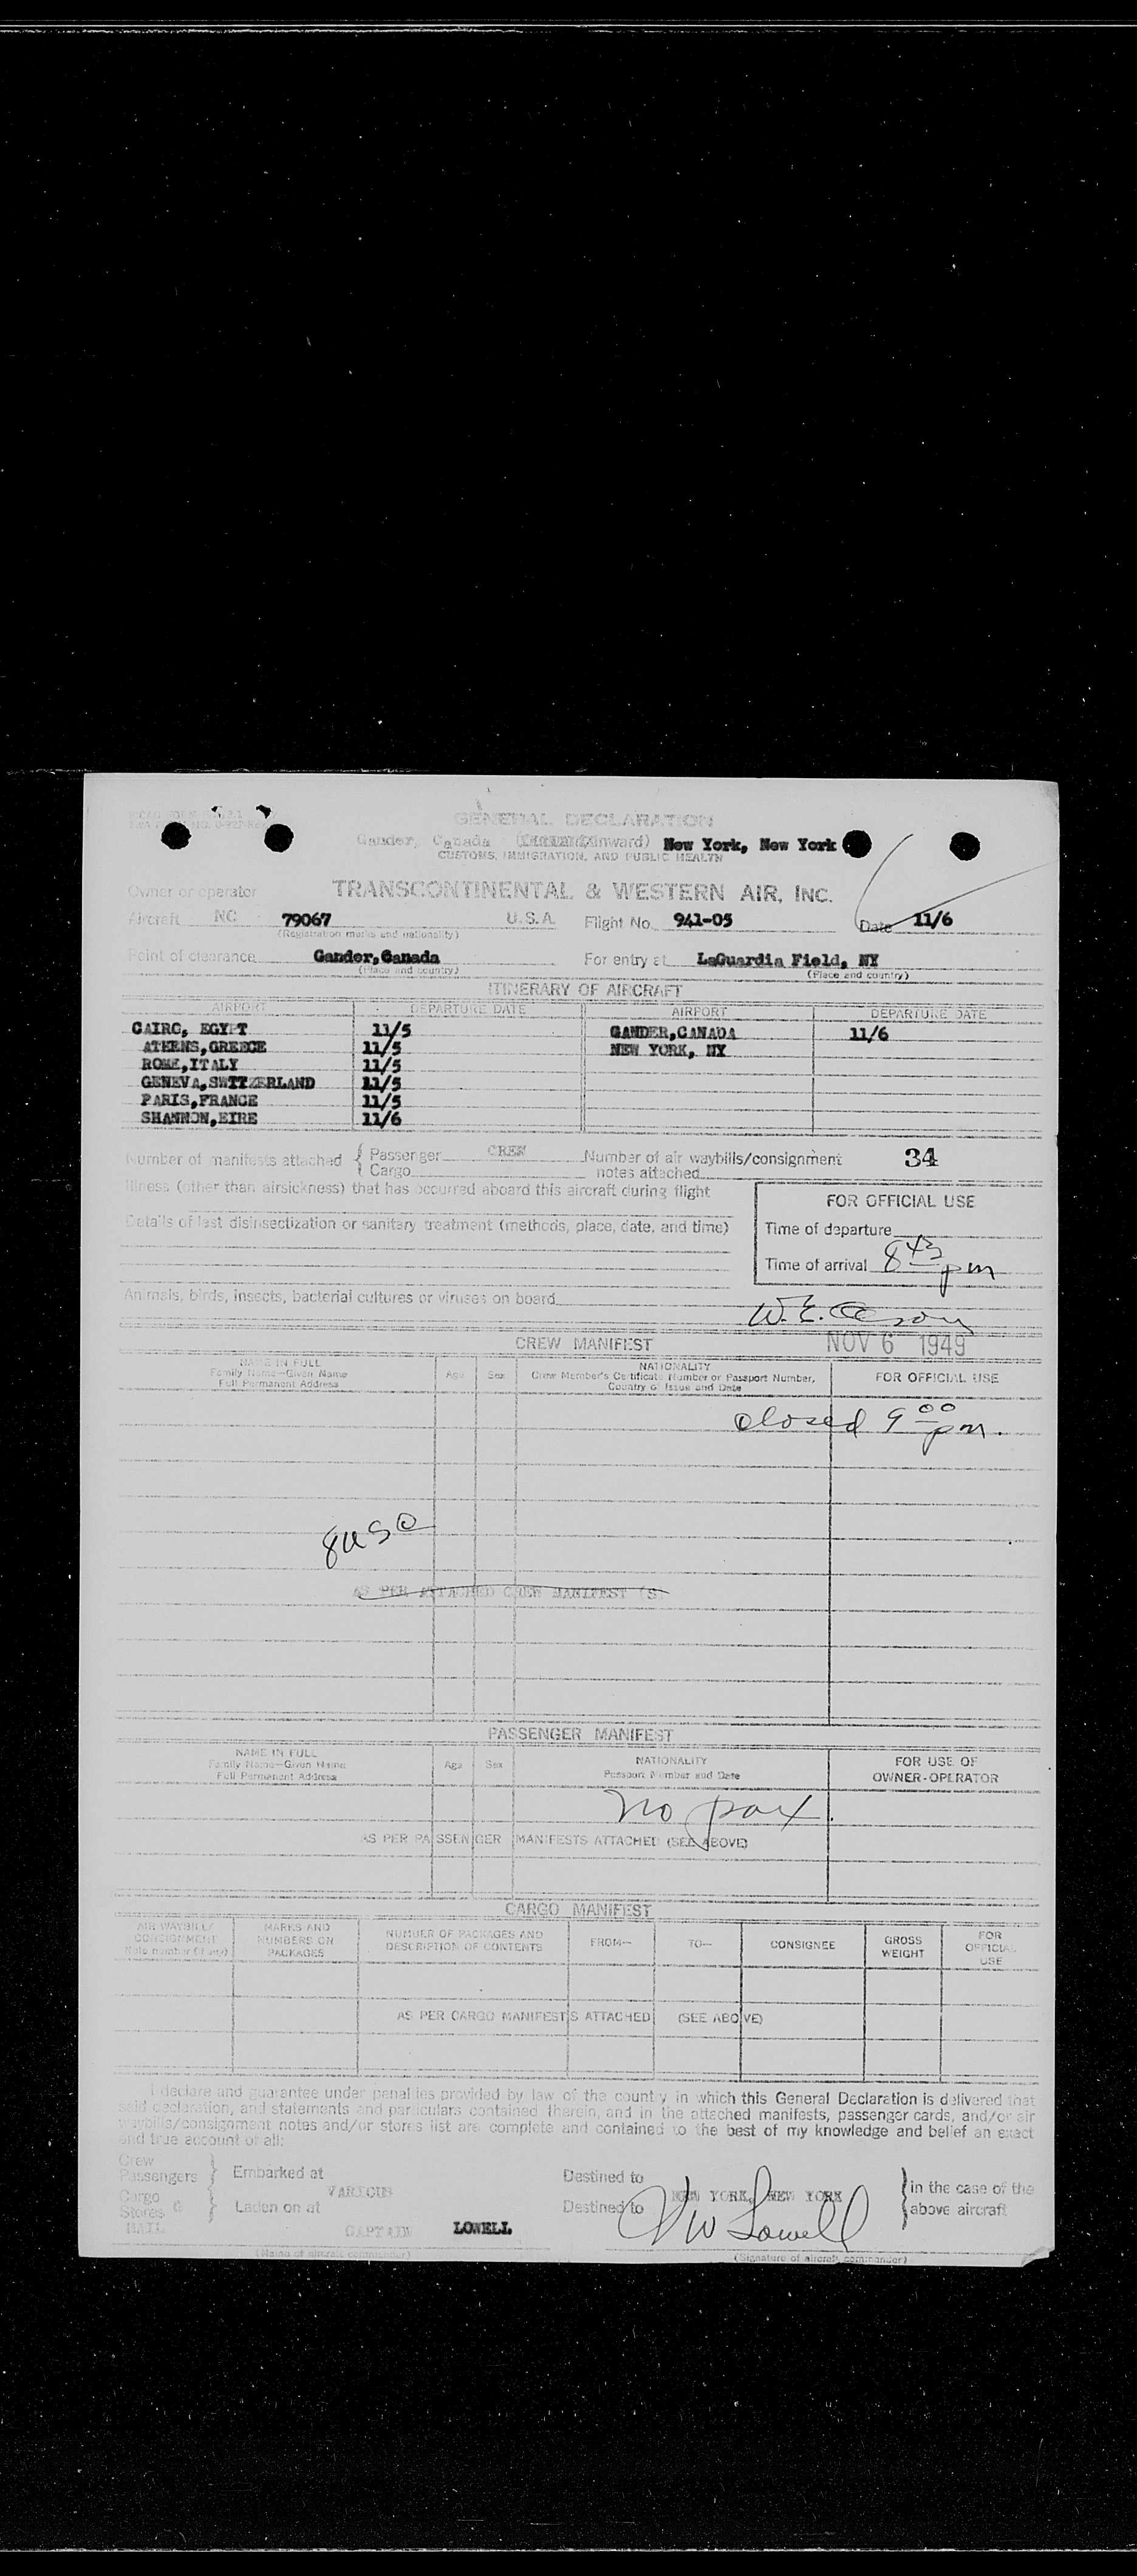 GENERAL DECLARATION
Gander, Canada (Inward) New York, New York
CUSTOMS, IMMIGRATION, AND PUBLIC HEALTH
Owner or operator TRANSCONTINENTAL & WESTERN AIR, INC.
Aircraft NC 79067 U.S.A. Flight No. 941-05 Date 11/6
(Registration marks and nationality)
Point of clearance Gander,Canada For entry at LaGuardia Field, NY
(Place and country) (Place and country)
ITINERARY OF AIRCRAFT
AIRPORT DEPARTURE DATE AIRPORT DEPARTURE DATE
CAIRO, EGYPT 11/5 GANDER,CANADA 11/6
ATHENS,GREECE 11/5 NEW YORK, NY
ROME,ITALY 11/5
GENEVA,SWITZERLAND 11/5
PARIS,FRANCE 11/5
SHANNON,EIRE 11/6
Number of manifests attached { Passenger CREW Number of air waybills/consignment 34
Cargo notes attached
Illness (other than airsickness) that has occurred aboard this aircraft during flight
FOR OFFICIAL USE
Details of last disinsectization or sanitary treatment (methods, place, date, and time)
Time of departure
Time of arrival 8 43 pm
Animals, birds, insects, bacterial cultures or viruses on board
W. E.
CREW MANIFEST NOV 6 1949
NAME IN FULL Age Sex NATIONALITY FOR OFFICIAL USE
Family Name—Given Name Crew Member's Certificate Number or Passport Number,
Full Permanent Address Country of Issue and Date
closed 9 00 pm.
8 USC
AS PER ATTACHED CREW MANIFEST (S)
PASSENGER MANIFEST
NAME IN FULL Age Sex NATIONALITY FOR USE OF
Family Name—Given Name Passport Number and Date OWNER-OPERATOR
Full Permanent Address
No pax.
AS PER PASSENGER MANIFESTS ATTACHED (SEE ABOVE)
CARGO MANIFEST
AIR WAYBILL/ MARKS AND NUMBER OF PACKAGES AND FROM— TO— CONSIGNEE GROSS FOR
CONSIGNMENT NUMBERS ON DESCRIPTION OF CONTENTS WEIGHT OFFICIAL
Note number (if any) PACKAGES USE
AS PER CARGO MANIFESTS ATTACHED (SEE ABOVE)
I declare and guarantee under penalties provided by law of the country in which this General Declaration is delivered that
said declaration, and statements and particulars contained therein, and in the attached manifests, passenger cards, and/or air
waybills/consignment notes and/or stores list are complete and contained to the best of my knowledge and belief an exact
and true account of all:
Crew
Passengers } Embarked at Destined to
VARIOUS NEW YORK, NEW YORK } in the case of the
Cargo
Stores & } Laden on at Destined to above aircraft
MAIL CAPTAIN LOWELL JW Lowell
(Name of aircraft commander) (Signature of aircraft commander)